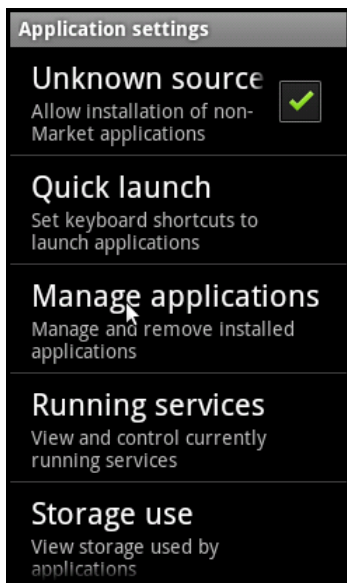 Application settings
Unknown source
Allow installation of non-
Market applications
Quick launch
Set keyboard shortcuts to
launch applications
Manage applications
Manage and remove installed
applications
Running services
View and control currently
running services
Storage use
View storage used by
applications